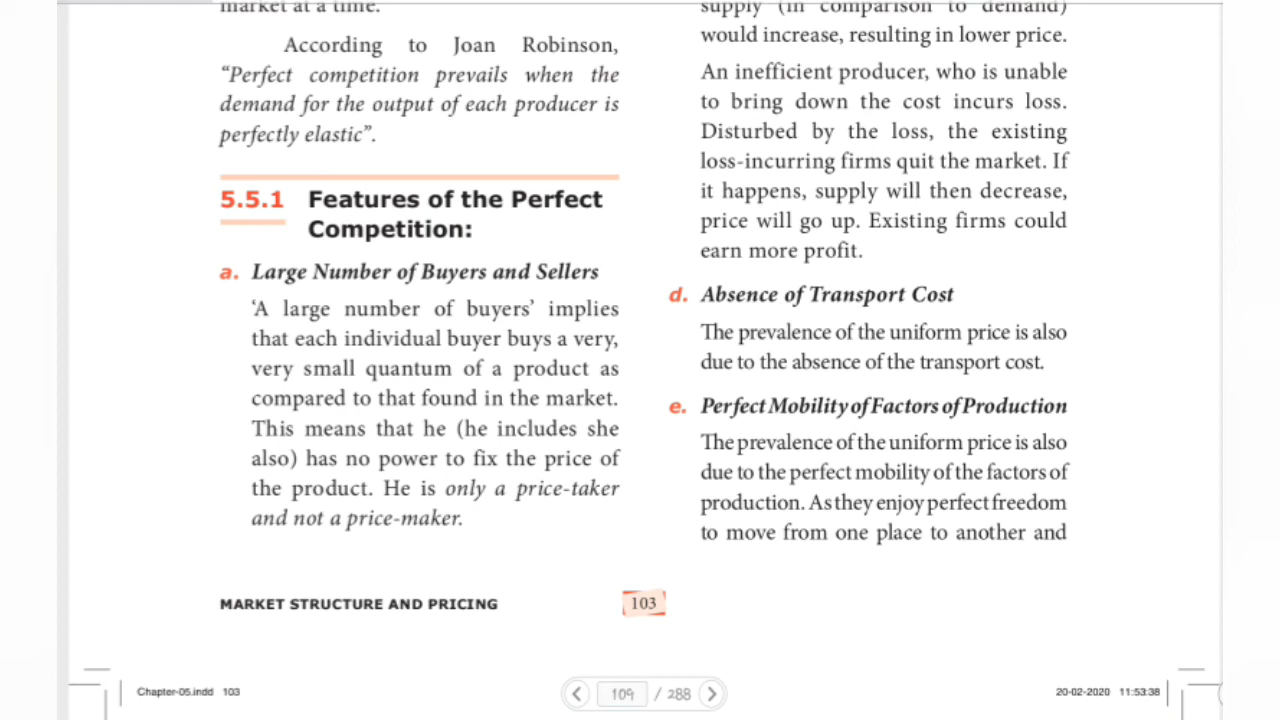 market at a time.
According to Joan Robinson,
“Perfect competition prevails when the
demand for the output of each producer is
perfectly elastic”.
5.5.1 Features of the Perfect
Competition:
a. Large Number of Buyers and Sellers
‘A large number of buyers’ implies
that each individual buyer buys a very,
very small quantum of a product as
compared to that found in the market.
This means that he (he includes she
also) has no power to fix the price of
the product. He is only a price-taker
and not a price-maker.
supply (in comparison to demand)
would increase, resulting in lower price.
An inefficient producer, who is unable
to bring down the cost incurs loss.
Disturbed by the loss, the existing
loss-incurring firms quit the market. If
it happens, supply will then decrease,
price will go up. Existing firms could
earn more profit.
d. Absence of Transport Cost
The prevalence of the uniform price is also
due to the absence of the transport cost.
e. Perfect Mobility of Factors of Production
The prevalence of the uniform price is also
due to the perfect mobility of the factors of
production. As they enjoy perfect freedom
to move from one place to another and
MARKET STRUCTURE AND PRICING 103
Chapter-05.indd 103
109 / 288
20-02-2020 11:53:38